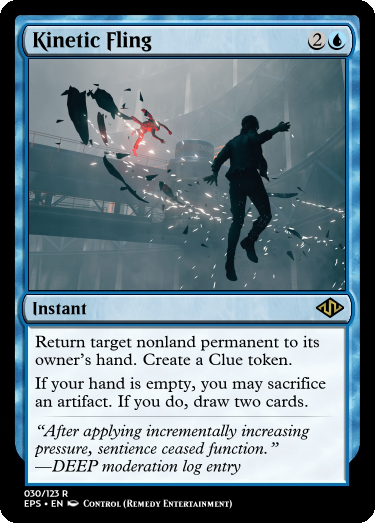 Kinetic Fling 2
Instant
Return target nonland permanent to its
owner’s hand. Create a Clue token.
If your hand is empty, you may sacrifice
an artifact. If you do, draw two cards.
“After applying incrementally increasing
pressure, sentience ceased function.”
—DEEP moderation log entry
030/123 R
EPS • EN Control (Remedy Entertainment)